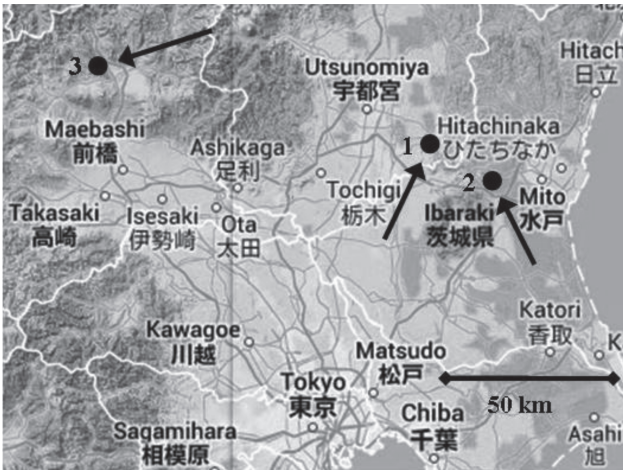 3
Utsunomiya
宇都宮
Hitach
日立
Maebashi
前橋
Ashikaga
足利
1
Hitachinaka
ひたちなか
2
Mito
水戸
Tochigi
栃木
Ibaraki
茨城県
Takasaki
高崎
Isesaki
伊勢崎
Ota
太田
Katori
香取
Kawagoe
川越
Matsudo
松戸
K
50 km
Tokyo
東京
Chiba
千葉
Sagamihara
相模原
Asahi
旭